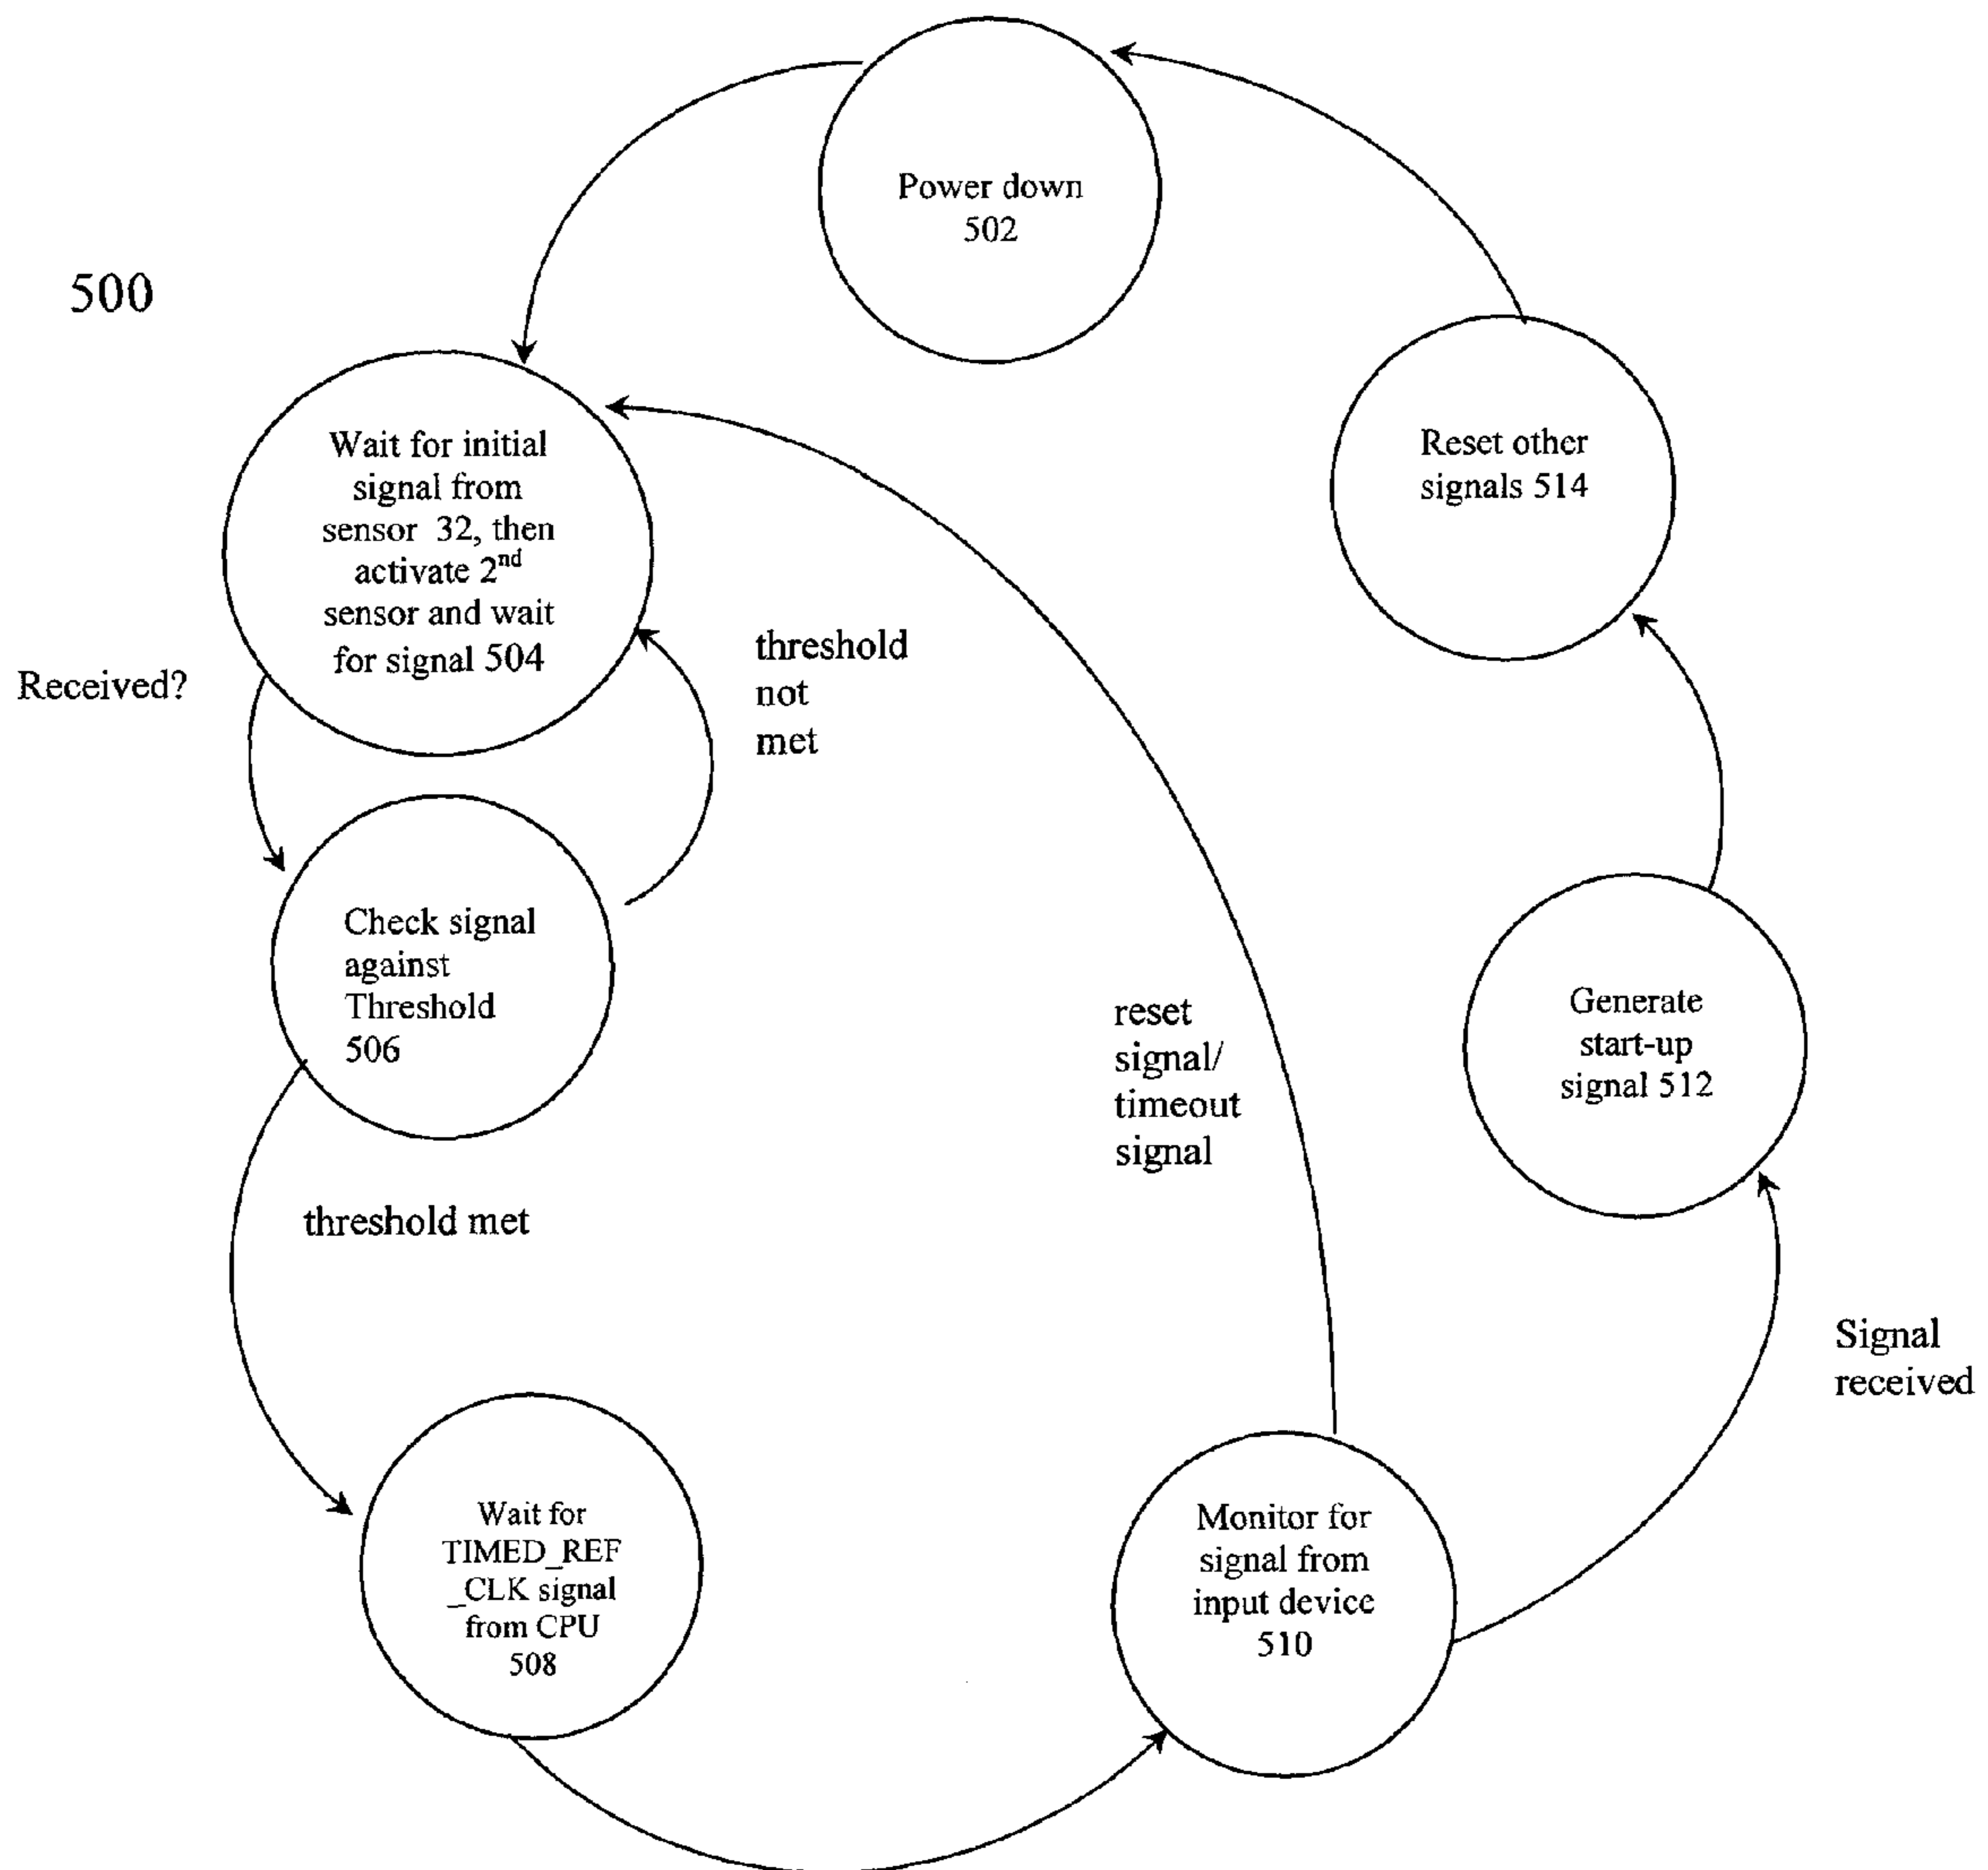 Power down
502
500
Wait for initial
signal from
sensor 32, then
activate 2nd
sensor and wait
for signal 504
Reset other
signals 514
Received?
threshold
not
met
Check signal
against
Threshold
506
reset
signal/
timeout
signal
Generate
start-up
signal 512
threshold met
Signal
received
Wait for
TIMED_REF
_CLK signal
from CPU
508
Monitor for
signal from
input device
510